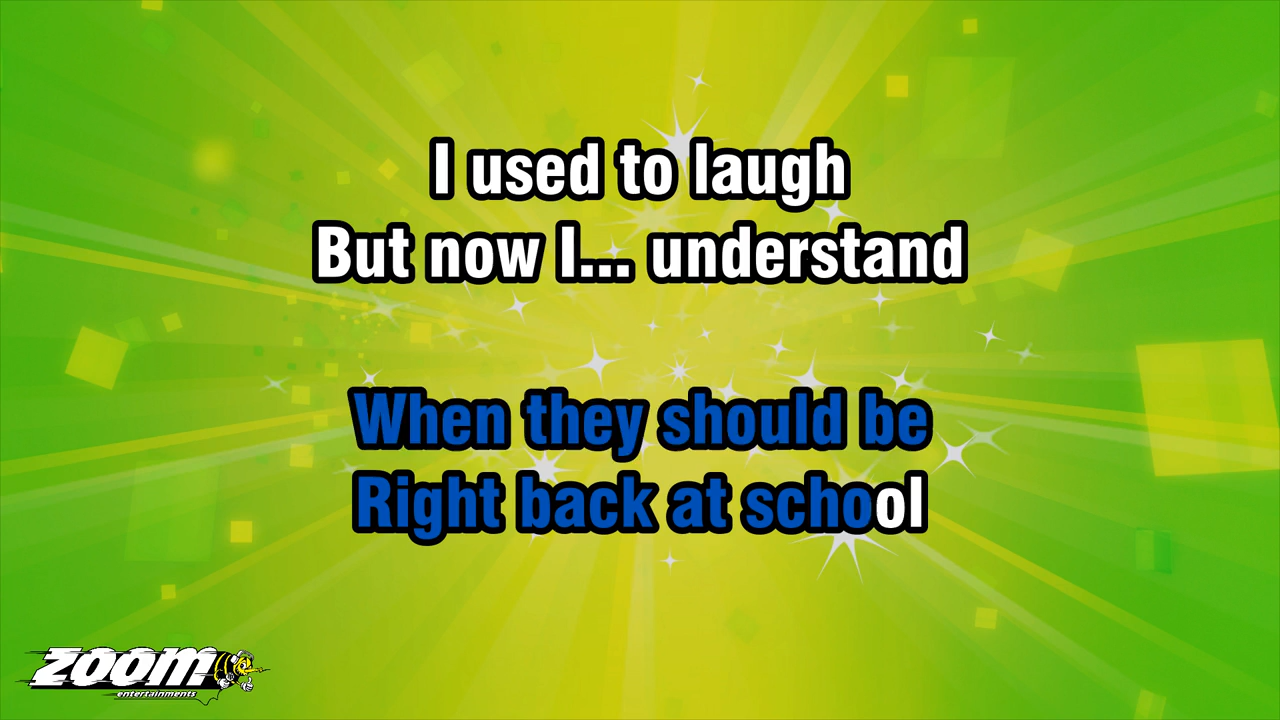 I used to laugh
But now I... understand
When they should be
Right back at school
ZOOM
entertainments